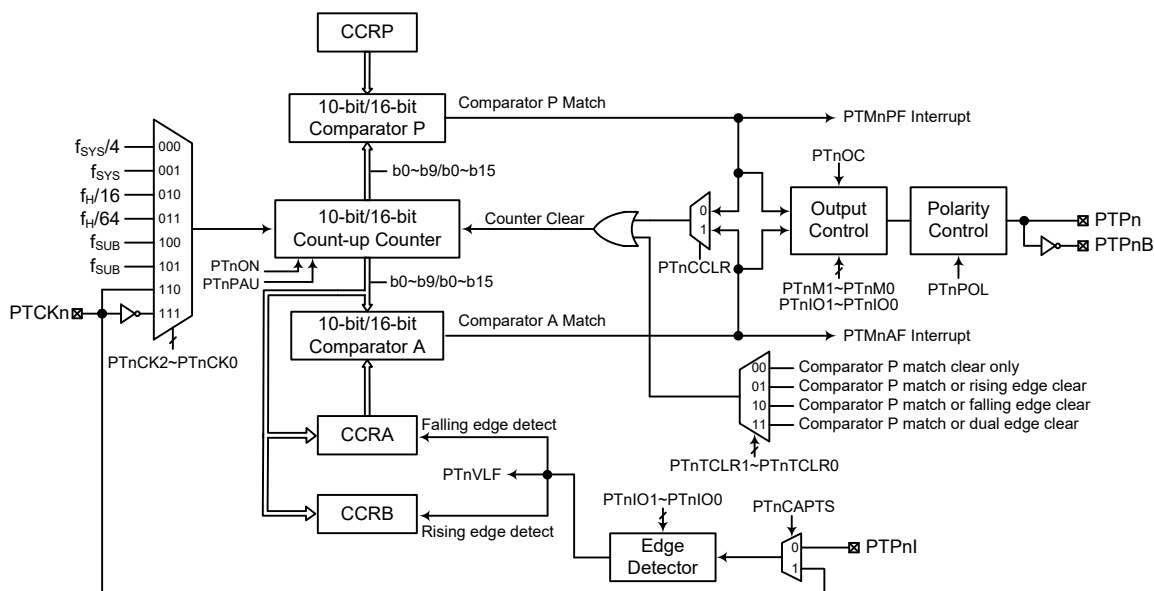 CCRP
10-bit/16-bit
Comparator P
Comparator P Match
PTMnPF Interrupt
fSYS/4
000
fSYS
001
fH/16
010
fH/64
011
fSUB
100
fSUB
101
110
111
PTCKn
PTnCK2~PTnCK0
b0~b9/b0~b15
10-bit/16-bit
Count-up Counter
PTnON
PTnPAU
Counter Clear
0
1
PTnCCLR
PTnOC
Output
Control
PTnM1~PTnM0
PTnIO1~PTnIO0
Polarity
Control
PTnPOL
PTPn
PTPnB
b0~b9/b0~b15
10-bit/16-bit
Comparator A
Comparator A Match
PTMnAF Interrupt
00
Comparator P match clear only
01
Comparator P match or rising edge clear
10
Comparator P match or falling edge clear
11
Comparator P match or dual edge clear
PTnTCLR1~PTnTCLR0
CCRA
Falling edge detect
PTnVLF
CCRB
Rising edge detect
PTnIO1~PTnIO0
Edge
Detector
PTnCAPTS
0
1
PTPnI